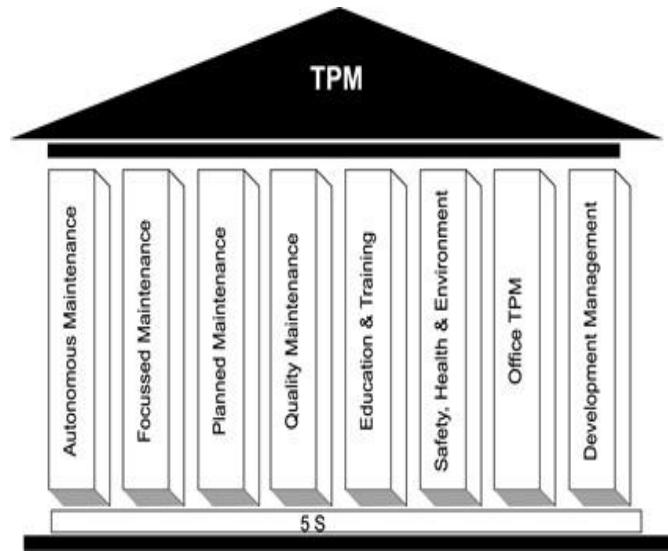 TPM
Autonomous Maintenance
Focussed Maintenance
Planned Maintenance
Quality Maintenance
Education & Training
Safety, Health & Environment
Office TPM
Development Management
5 S